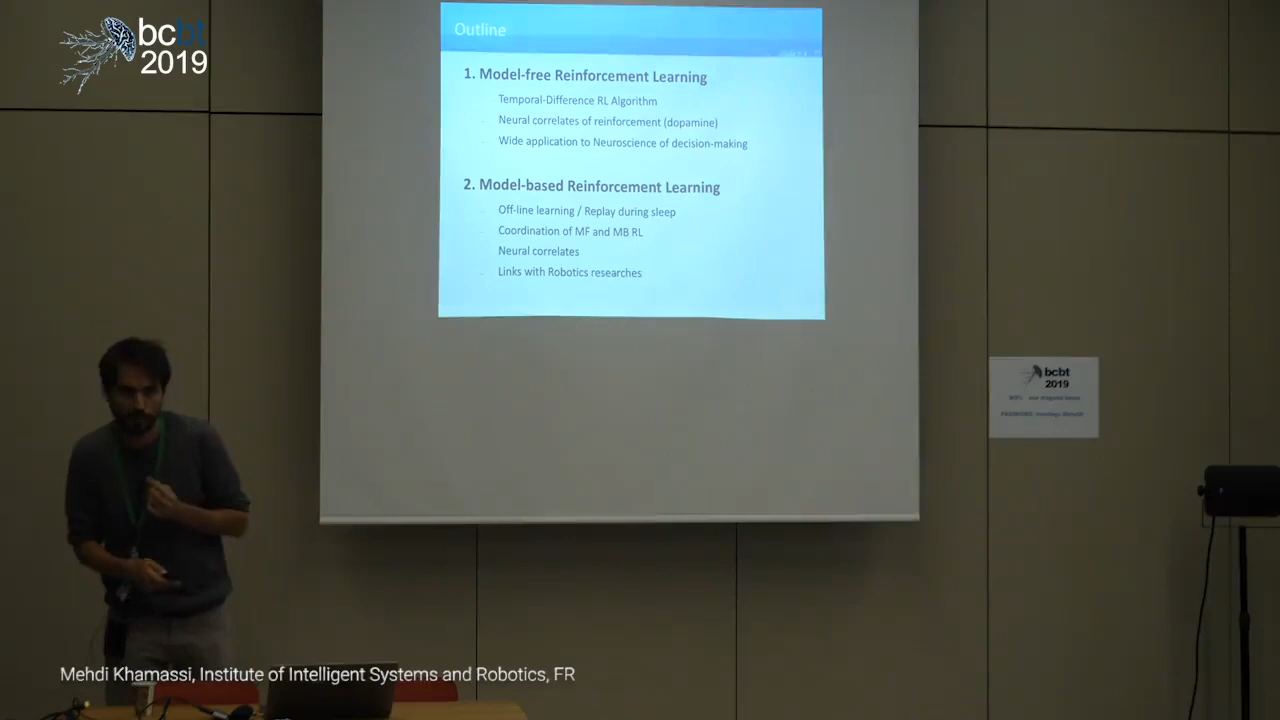 bcbt
2019
Outline
1. Model-free Reinforcement Learning
Temporal-Difference RL Algorithm
Neural correlates of reinforcement (dopamine)
Wide application to Neuroscience of decision-making
2. Model-based Reinforcement Learning
Off-line learning / Replay during sleep
Coordination of MF and MB RL
Neural correlates
Links with Robotics researches
bcbt
2019
Mehdi Khamassi, Institute of Intelligent Systems and Robotics, FR